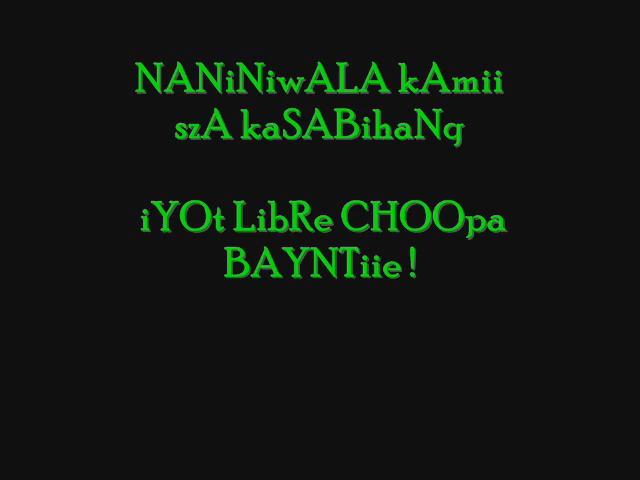 NANiNiwALA kAmii
szA kaSABihaNg
iYOt LibRe CHOOpa
BAYNTiie !